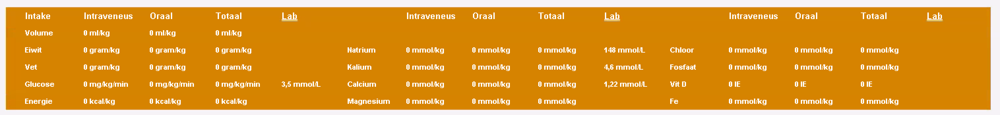 Intake Intraveneus Oraal Totaal Lab Intraveneus Oraal Totaal Lab Intraveneus Oraal Totaal Lab
Volume 0 ml/kg 0 ml/kg 0 ml/kg
Eiwit 0 gram/kg 0 gram/kg 0 gram/kg Natrium 0 mmol/kg 0 mmol/kg 0 mmol/kg 148 mmol/L Chloor 0 mmol/kg 0 mmol/kg 0 mmol/kg
Vet 0 gram/kg 0 gram/kg 0 gram/kg Kalium 0 mmol/kg 0 mmol/kg 0 mmol/kg 4,6 mmol/L Fosfaat 0 mmol/kg 0 mmol/kg 0 mmol/kg
Glucose 0 mg/kg/min 0 mg/kg/min 0 mg/kg/min 3,5 mmol/L Calcium 0 mmol/kg 0 mmol/kg 0 mmol/kg 1,22 mmol/L Vit D 0 IE 0 IE 0 IE
Energie 0 kcal/kg 0 kcal/kg 0 kcal/kg Magnesium 0 mmol/kg 0 mmol/kg 0 mmol/kg Fe 0 mmol/kg 0 mmol/kg 0 mmol/kg